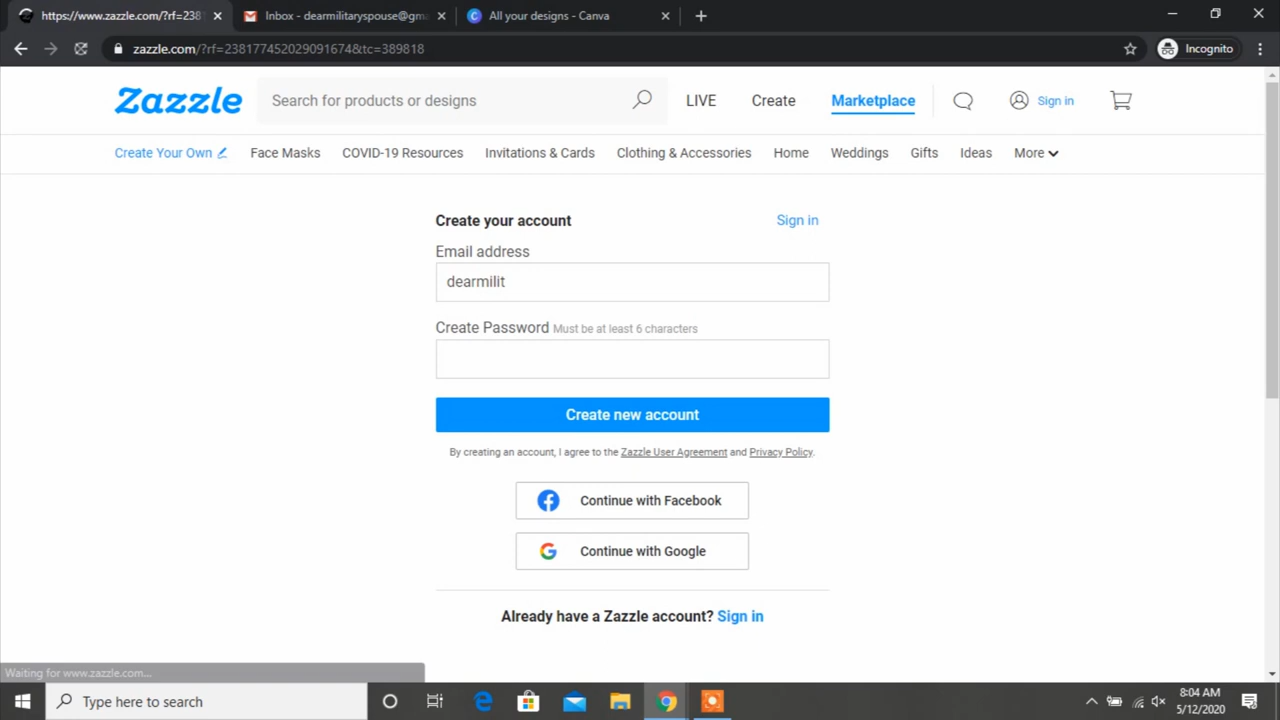 https://www.zazzle.com/?rf=2381
Inbox - dearmilitaryspouse@gm
All your designs - Canva
zazzle.com/?rf=238177452029091674&tc=389818
Incognito
Zazzle
Search for products or designs
LIVE
Create
Marketplace
Sign in
Create Your Own
Face Masks
COVID-19 Resources
Invitations & Cards
Clothing & Accessories
Home
Weddings
Gifts
Ideas
More
Create your account
Sign in
Email address
dearmilit
Create Password Must be at least 6 characters
Create new account
By creating an account, I agree to the Zazzle User Agreement and Privacy Policy.
Continue with Facebook
Continue with Google
Already have a Zazzle account? Sign in
Waiting for www.zazzle.com...
Type here to search
8:04 AM
5/12/2020